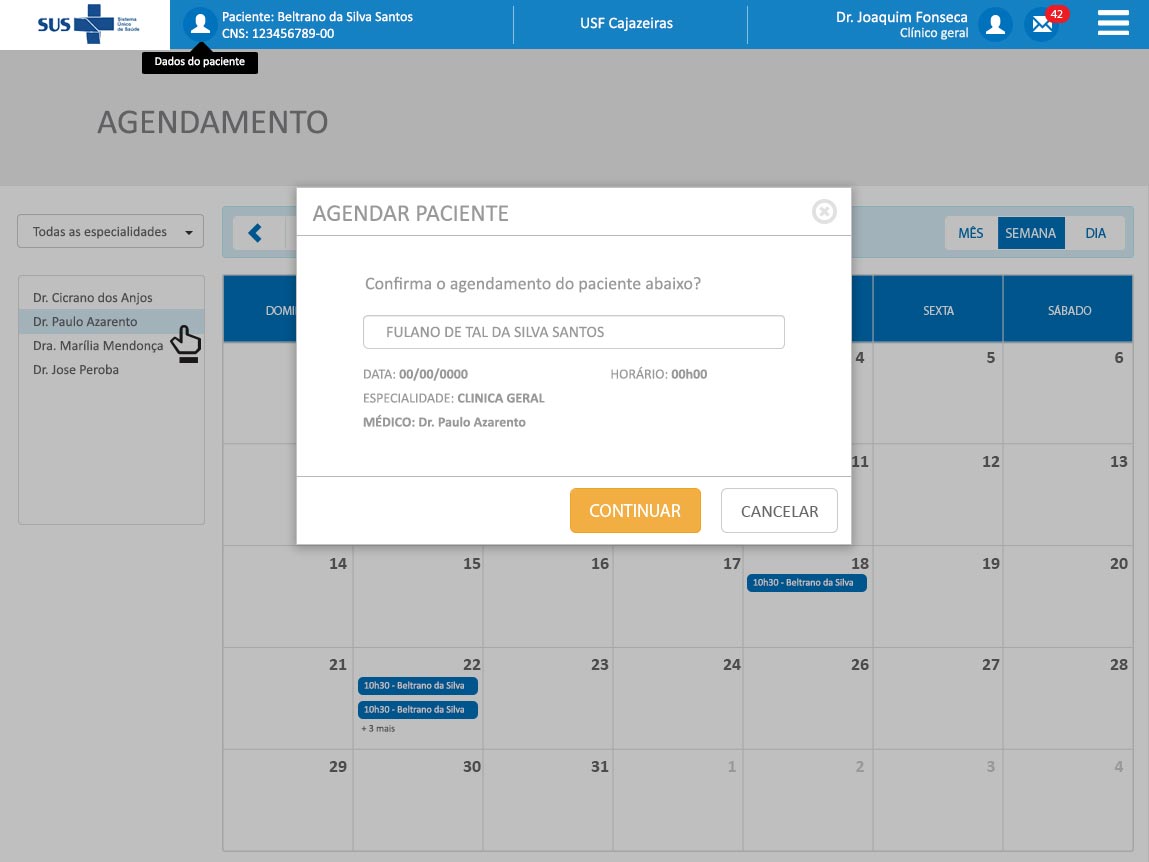 SUS Sistema
Único
de Saúde
Paciente: Beltrano da Silva Santos
CNS: 123456789-00
USF Cajazeiras
Dr. Joaquim Fonseca
Clínico geral
42
Dados do paciente
AGENDAMENTO
Todas as especialidades
MÊS SEMANA DIA
Dr. Cicrano dos Anjos
Dr. Paulo Azarento
Dra. Marília Mendonça
Dr. Jose Peroba
AGENDAR PACIENTE
Confirma o agendamento do paciente abaixo?
FULANO DE TAL DA SILVA SANTOS
DATA: 00/00/0000 HORÁRIO: 00h00
ESPECIALIDADE: CLINICA GERAL
MÉDICO: Dr. Paulo Azarento
CONTINUAR CANCELAR
SEXTA SÁBADO
4 5 6
11 12 13
14 15 16 17 18 19 20
10h30 - Beltrano da Silva
21 22 23 24 26 27 28
10h30 - Beltrano da Silva
10h30 - Beltrano da Silva
+ 3 mais
29 30 31 1 2 3 4